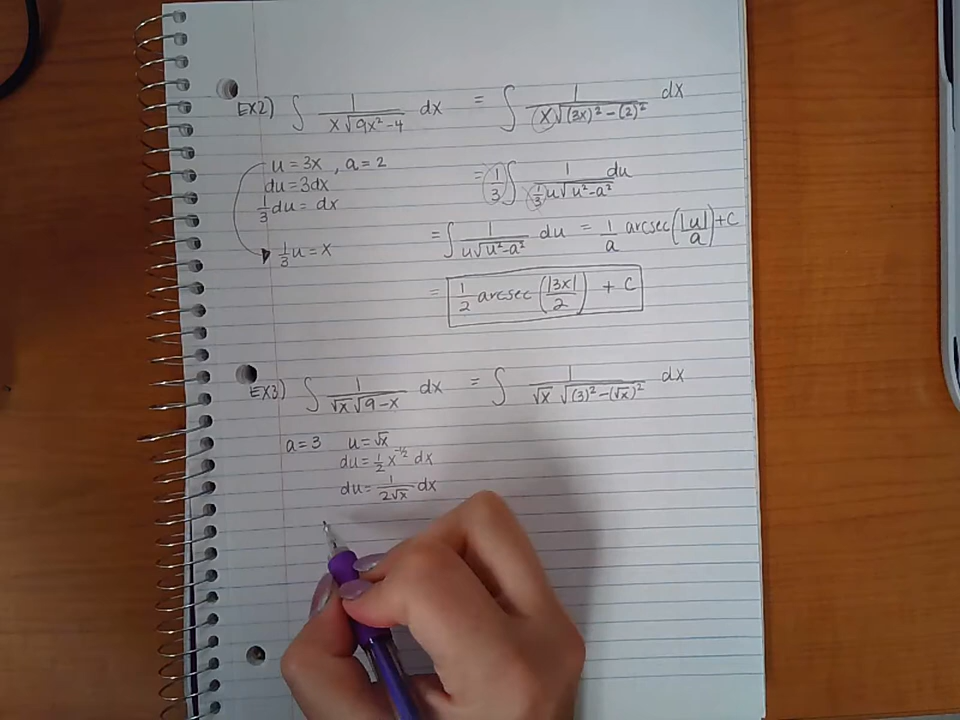 EX2) ∫ 1/(x√(9x²-4)) dx = ∫ 1/(x√((3x)²-(2)²)) dx
u = 3x , a = 2
du = 3dx
= 1/3 ∫ 1/(1/3 u√(u²-a²)) du
1/3 du = dx
1/3 u = x
= ∫ 1/(u√(u²-a²)) du = 1/a arcsec(|u|/a) + C
= 1/2 arcsec(|3x|/2) + C
EX3) ∫ 1/(√x √(9-x)) dx = ∫ 1/(√x √((3)²-(√x)²)) dx
a = 3 u = √x
du = 1/2 x^(-1/2) dx
du = 1/(2√x) dx